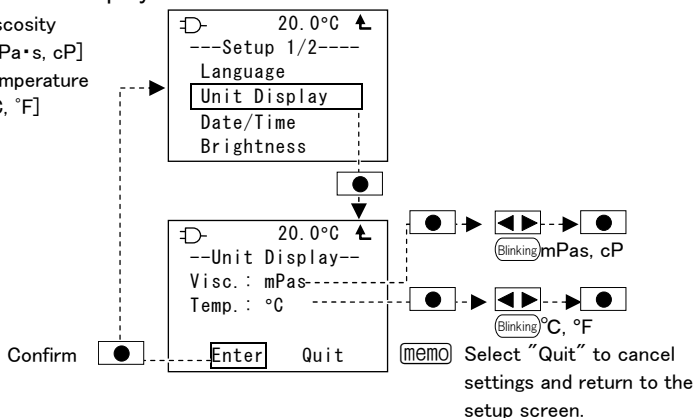 scosity
Pa・s, cP]
mperature
, °F]
20.0°C
---Setup 1/2----
Language
Unit Display
Date/Time
Brightness
20.0°C
--Unit Display--
Visc.: mPas
Temp.: °C
Enter Quit
Confirm
Blinking mPas, cP
Blinking °C, °F
memo Select "Quit" to cancel
settings and return to the
setup screen.